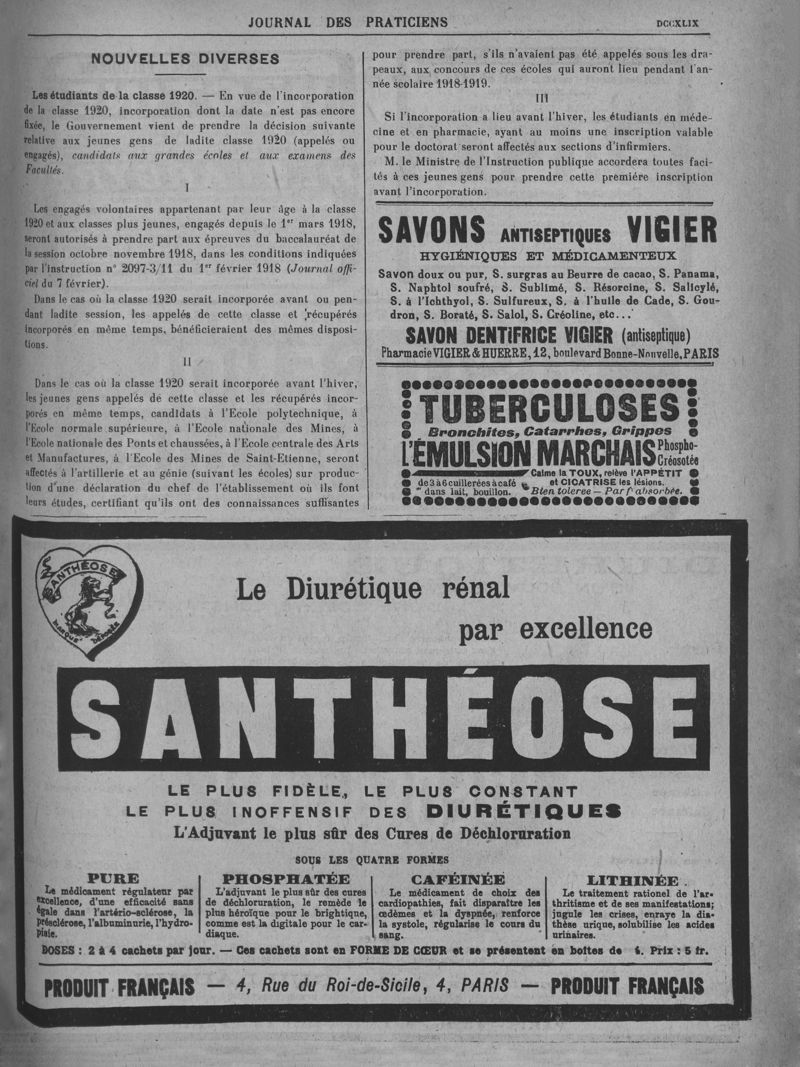 JOURNAL DES PRATICIENS
DCCXLIX
NOUVELLES DIVERSES
Les étudiants de la classe 1920. — En vue de l'incorporation
de la classe 1920, incorporation dont la date n'est pas encore
fixée, le Gouvernement vient de prendre la décision suivante
relative aux jeunes gens de ladite classe 1920 (appelés ou
engagés), candidats aux grandes écoles et aux examens des
Facultés.
I
Les engagés volontaires appartenant par leur âge à la classe
1920 et aux classes plus jeunes, engagés depuis le 1er mars 1918,
seront autorisés à prendre part aux épreuves du baccalauréat de
la session octobre novembre 1918, dans les conditions indiquées
par l'instruction n° 2097-3/11 du 1er février 1918 (Journal offi-
ciel du 7 février).
Dans le cas où la classe 1920 serait incorporée avant ou pen-
dant ladite session, les appelés de cette classe et récupérés
incorporés en même temps, bénéficieraient des mêmes disposi-
tions.
II
Dans le cas où la classe 1920 serait incorporée avant l'hiver,
les jeunes gens appelés de cette classe et les récupérés incor-
porés en même temps, candidats à l'Ecole polytechnique, à
l'Ecole normale supérieure, à l'Ecole nationale des Mines, à
l'Ecole nationale des Ponts et chaussées, à l'Ecole centrale des Arts
et Manufactures, à l'Ecole des Mines de Saint-Etienne, seront
affectés à l'artillerie et au génie (suivant les écoles) sur produc-
tion d'une déclaration du chef de l'établissement où ils font
leurs études, certifiant qu'ils ont des connaissances suffisantes
pour prendre part, s'ils n'avaient pas été appelés sous les dra-
peaux, aux concours de ces écoles qui auront lieu pendant l'an-
née scolaire 1918-1919.
III
Si l'incorporation a lieu avant l'hiver, les étudiants en méde-
cine et en pharmacie, ayant au moins une inscription valable
pour le doctorat seront affectés aux sections d'infirmiers.
M. le Ministre de l'Instruction publique accordera toutes faci-
tés à ces jeunes gens pour prendre cette première inscription
avant l'incorporation.
SAVONS ANTISEPTIQUES VIGIER
HYGIÉNIQUES ET MÉDICAMENTEUX
Savon doux ou pur, S. surgras au Beurre de cacao, S. Panama,
S. Naphtol soufré, S. Sublimé, S. Résorcine, S. Salicylé,
S. à l'Ichthyol, S. Sulfureux, S. à l'huile de Cade, S. Gou-
dron, S. Boraté, S. Salol, S. Créoline, etc...
SAVON DENTIFRICE VIGIER (antiseptique)
Pharmacie VIGIER & HUERRE, 12, boulevard Bonne-Nouvelle, PARIS
TUBERCULOSES
Bronchites, Catarrhes, Grippes
L'ÉMULSION MARCHAIS Phospho-
Créosotée
Calme la TOUX, relève l'APPÉTIT
de 3 à 6 cuillerées à café et CICATRISE les lésions.
dans lait, bouillon. Bien tolérée — Parft absorbée.
SANTHÉOSE
MARQUE DÉPOSÉE
Le Diurétique rénal
par excellence
SANTHÉOSE
LE PLUS FIDÈLE, LE PLUS CONSTANT
LE PLUS INOFFENSIF DES DIURÉTIQUES
L'Adjuvant le plus sûr des Cures de Déchloruration
SOUS LES QUATRE FORMES
PURE
Le médicament régulateur par
excellence, d'une efficacité sans
égale dans l'artério-sclérose, la
présclérose, l'albuminurie, l'hydro-
pisie.
PHOSPHATÉE
L'adjuvant le plus sûr des cures
de déchloruration, le remède le
plus héroïque pour le brightique,
comme est la digitale pour le car-
diaque.
CAFÉINÉE
Le médicament de choix des
cardiopathies, fait disparaître les
œdèmes et la dyspnée, renforce
la systole, régularise le cours du
sang.
LITHINÉE
Le traitement rationel de l'ar-
thritisme et de ses manifestations;
jugule les crises, enraye la dia-
thèse urique, solubilise les acides
urinaires.
DOSES : 2 à 4 cachets par jour. — Ces cachets sont en FORME DE CŒUR et se présentent en boîtes de 4. Prix : 5 fr.
PRODUIT FRANÇAIS — 4, Rue du Roi-de-Sicile, 4, PARIS — PRODUIT FRANÇAIS